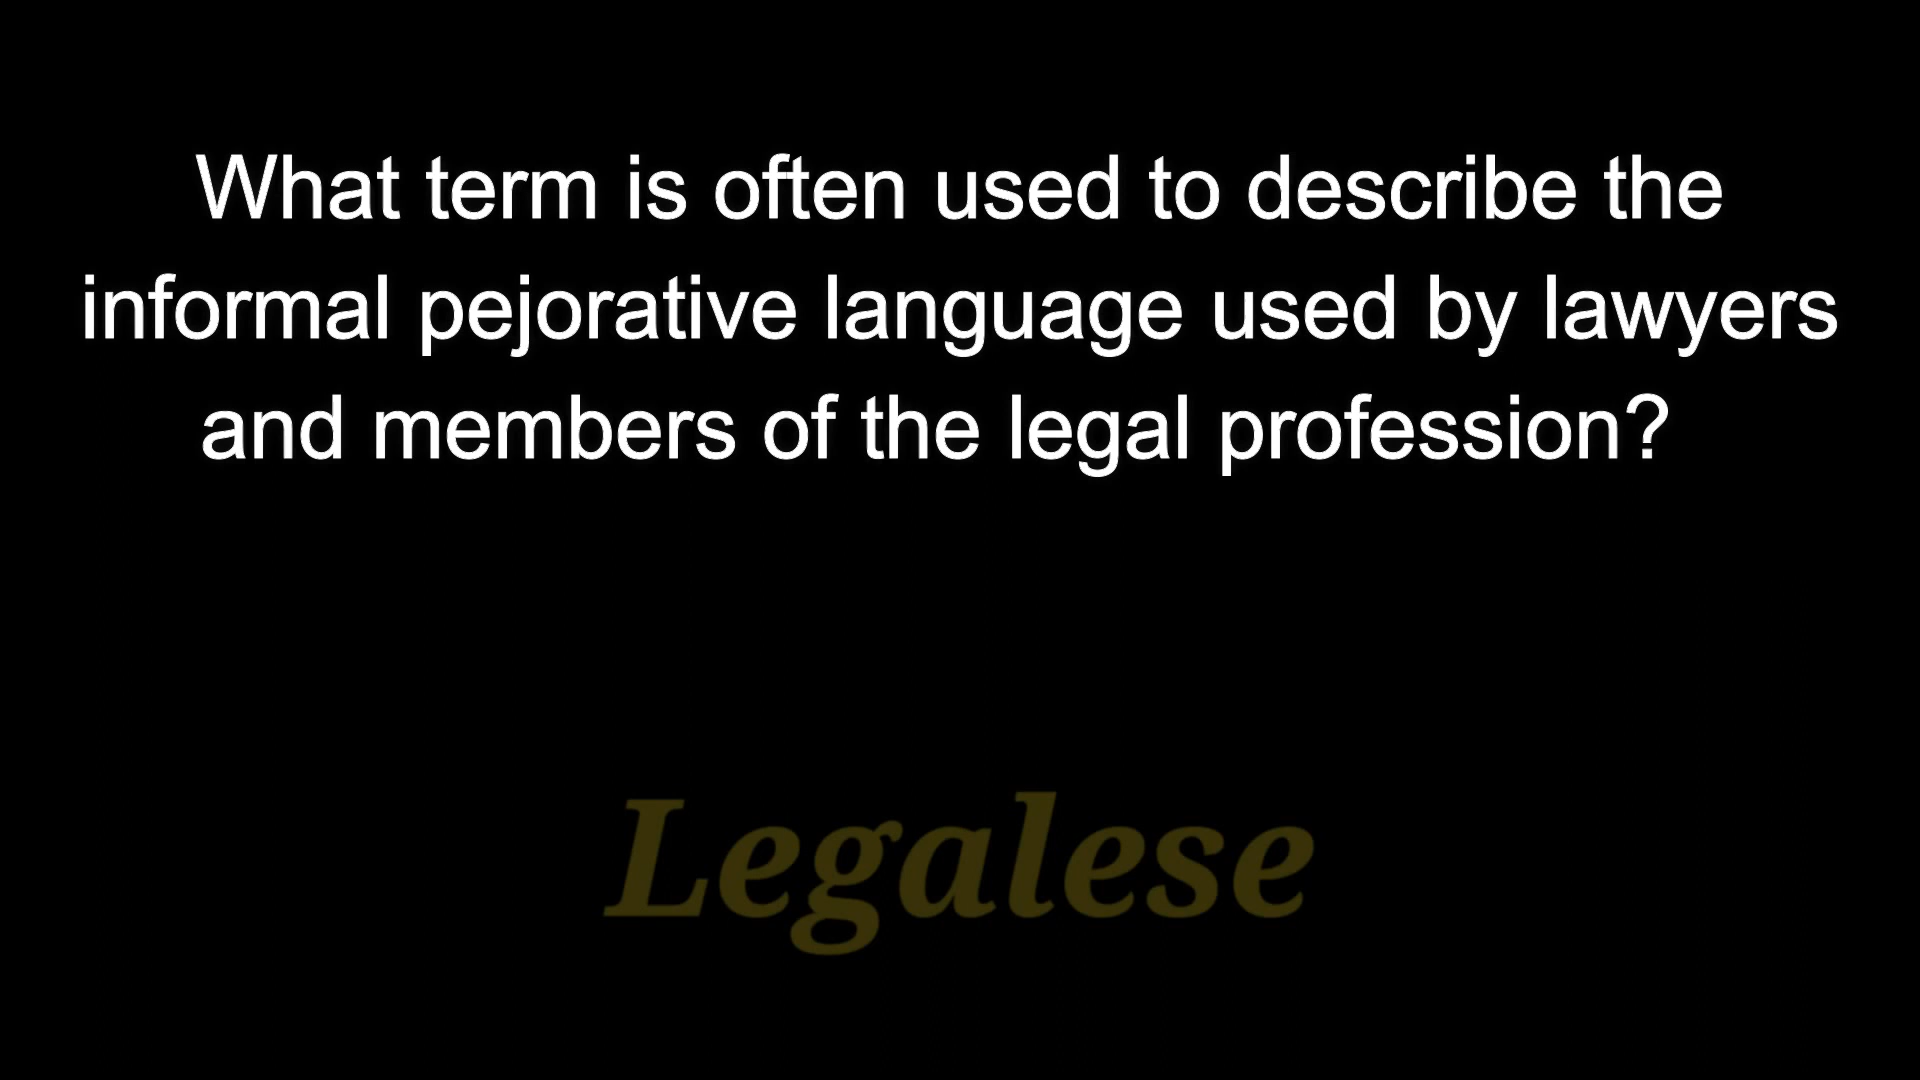 What term is often used to describe the
informal pejorative language used by lawyers
and members of the legal profession?
Legalese